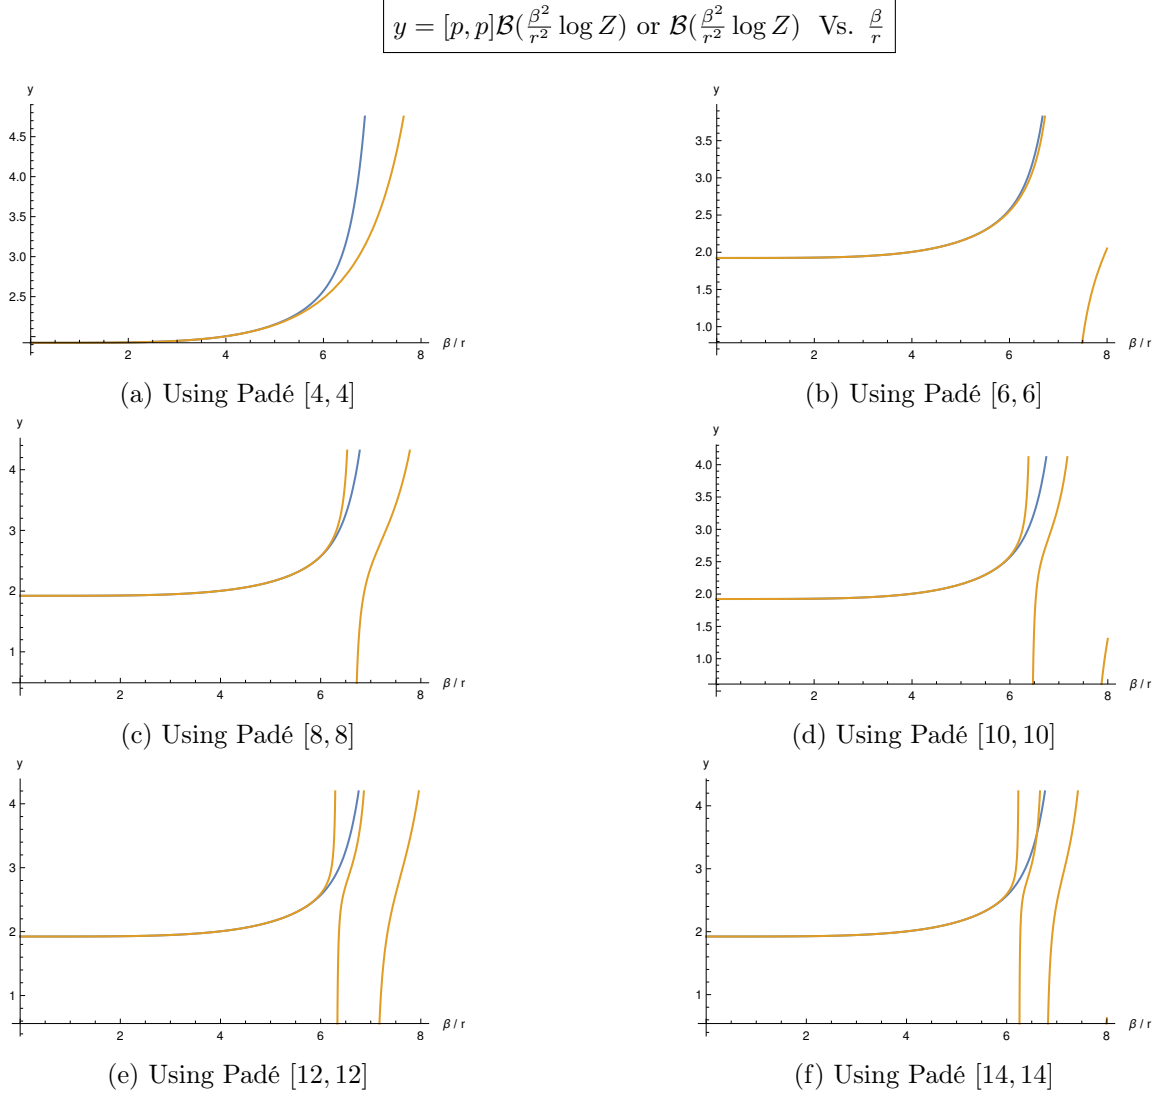 y = [p, p]ℬ(β²/r² log Z) or ℬ(β²/r² log Z) Vs. β/r
y
4.5
4.0
3.5
3.0
2.5
2 4 6 8 β / r
(a) Using Padé [4, 4]
y
3.5
3.0
2.5
2.0
1.5
1.0
2 4 6 8 β / r
(b) Using Padé [6, 6]
y
4
3
2
1
2 4 6 8 β / r
(c) Using Padé [8, 8]
y
4.0
3.5
3.0
2.5
2.0
1.5
1.0
2 4 6 8 β / r
(d) Using Padé [10, 10]
y
4
3
2
1
2 4 6 8 β / r
(e) Using Padé [12, 12]
y
4
3
2
1
2 4 6 8 β / r
(f) Using Padé [14, 14]